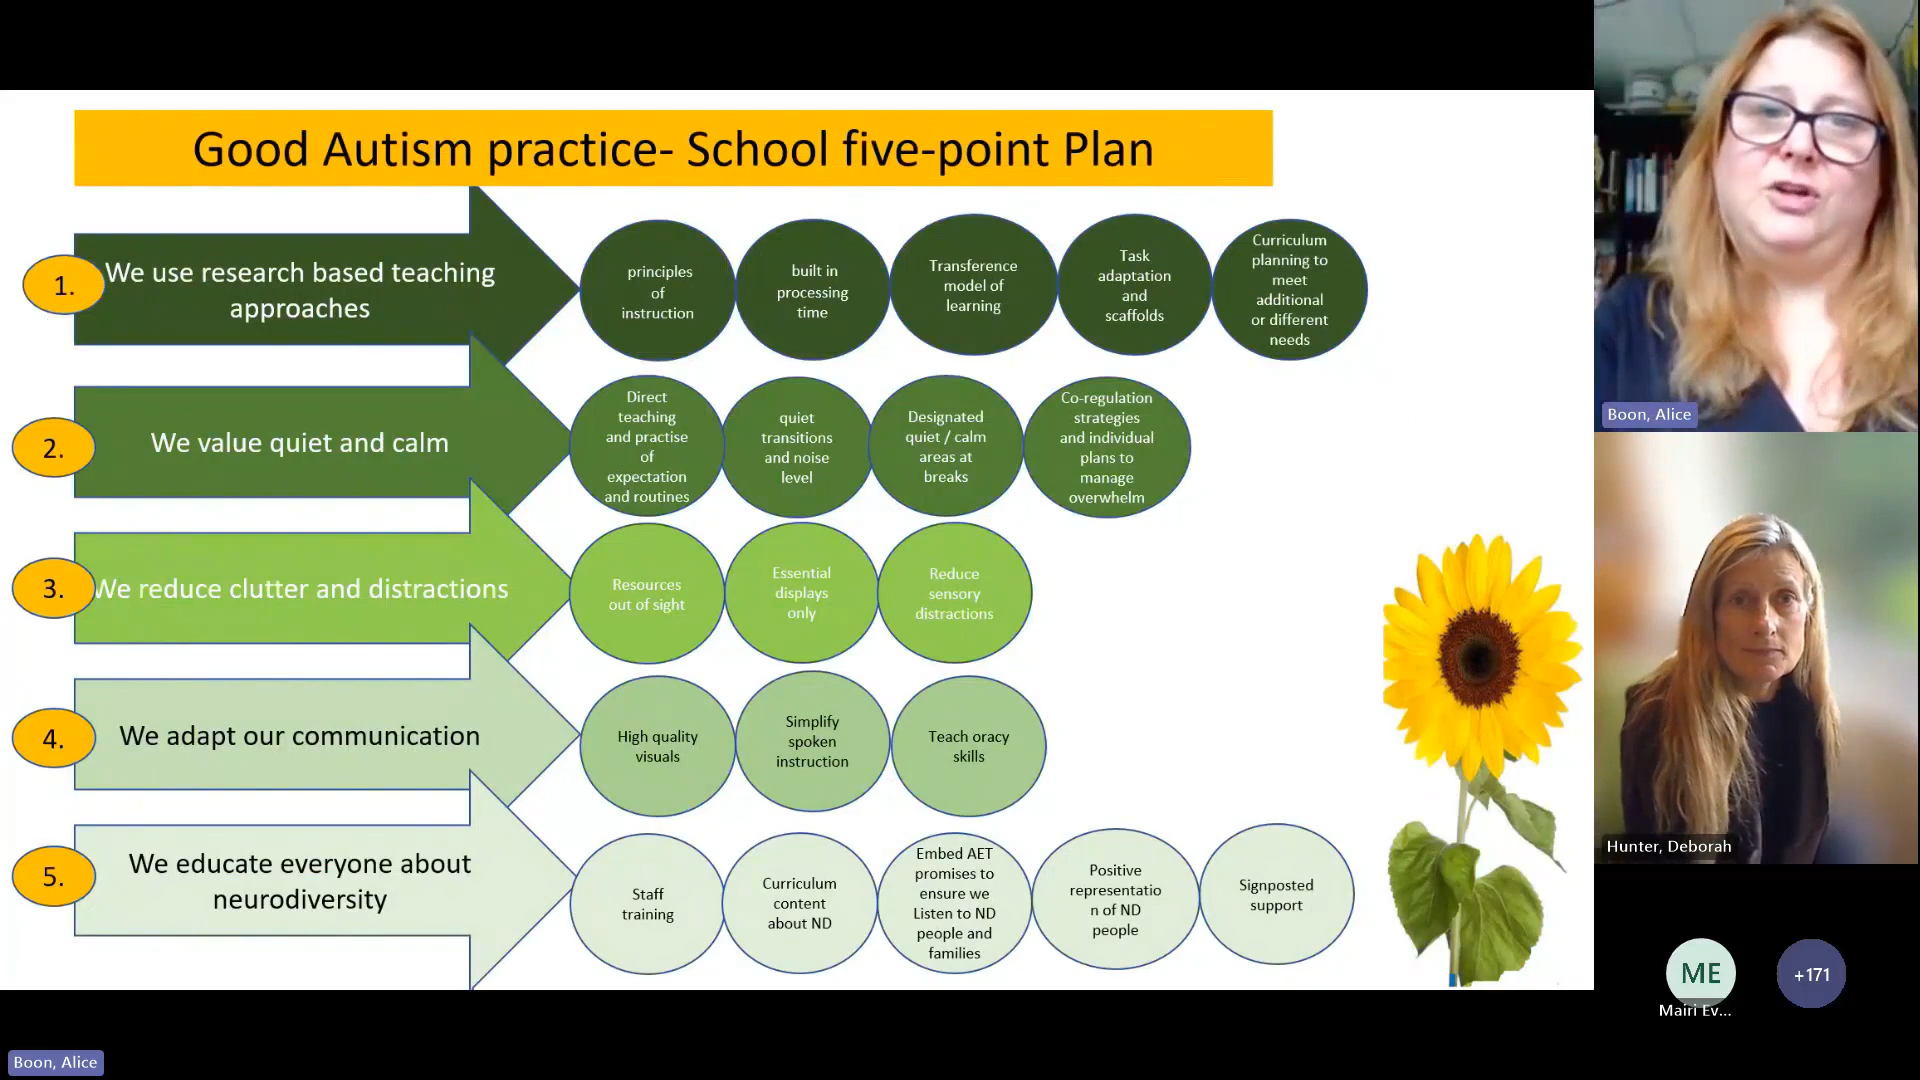 Good Autism practice- School five-point Plan
1.
We use research based teaching
approaches
principles
of
instruction
built in
processing
time
Transference
model of
learning
Task
adaptation
and
scaffolds
Curriculum
planning to
meet
additional
or different
needs
2.
We value quiet and calm
Direct
teaching
and practise
of
expectation
and routines
quiet
transitions
and noise
level
Designated
quiet / calm
areas at
breaks
Co-regulation
strategies
and individual
plans to
manage
overwhelm
3.
We reduce clutter and distractions
Resources
out of sight
Essential
displays
only
Reduce
sensory
distractions
4.
We adapt our communication
High quality
visuals
Simplify
spoken
instruction
Teach oracy
skills
5.
We educate everyone about
neurodiversity
Staff
training
Curriculum
content
about ND
Embed AET
promises to
ensure we
Listen to ND
people and
families
Positive
representatio
n of ND
people
Signposted
support
Boon, Alice
Hunter, Deborah
ME
Mairi Ev...
+171
Boon, Alice